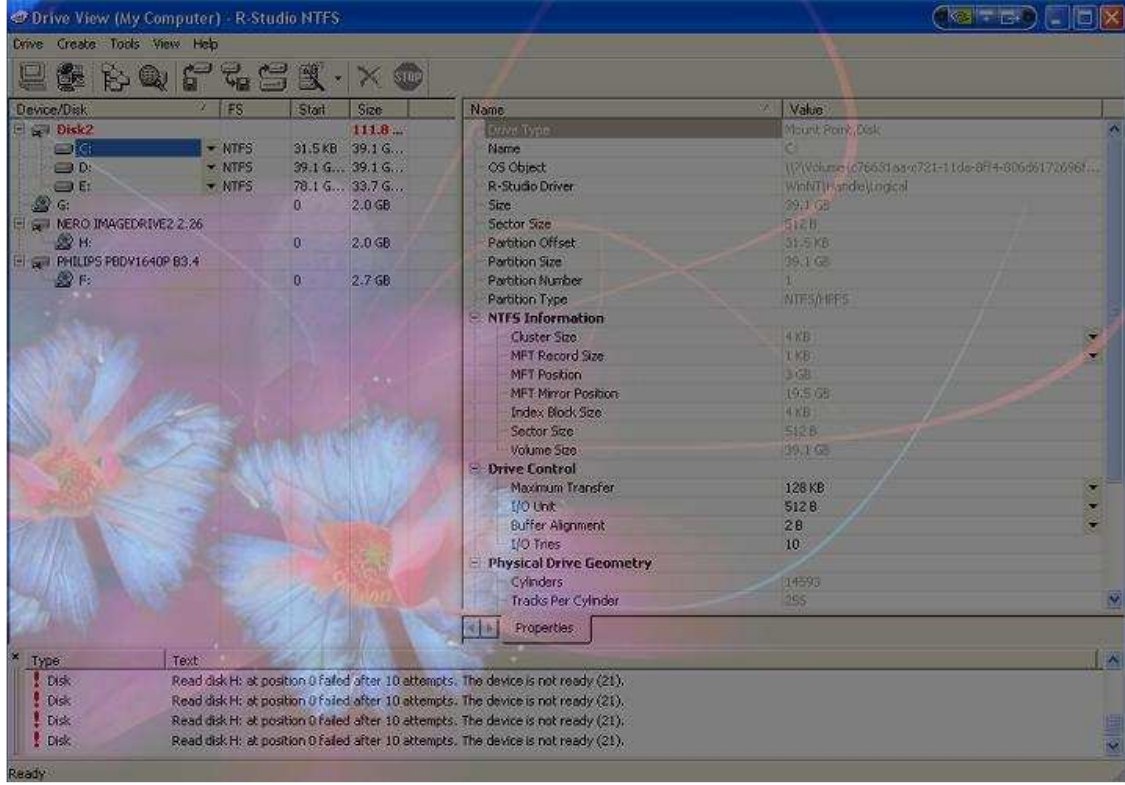 Drive View (My Computer) - R-Studio NTFS
Drive Create Tools View Help
STOP
Device/Disk FS Start Size
Disk2 111.8 ...
C: NTFS 31.5 KB 39.1 G...
D: NTFS 39.1 G... 39.1 G...
E: NTFS 78.1 G... 33.7 G...
G: 0 2.0 GB
NERO IMAGEDRIVE2 2.26
H: 0 2.0 GB
PHILIPS PBDV1640P B3.4
F: 0 2.7 GB
Name Value
Drive Type Mount Point, Disk
Name C:
OS Object
R-Studio Driver WinNT\Handle\Logical
Size 39.1 GB
Sector Size 512 B
Partition Offset 31.5 KB
Partition Size 39.1 GB
Partition Number 1
Partition Type NTFS/HPFS
NTFS Information
Cluster Size 4 KB
MFT Record Size 1 KB
MFT Position 3 GB
MFT Mirror Position 19.5 GB
Index Block Size 4 KB
Sector Size 512 B
Volume Size 39.1 GB
Drive Control
Maximum Transfer 128 KB
I/O Unit 512 B
Buffer Alignment 2 B
I/O Tries 10
Physical Drive Geometry
Cylinders 14593
Tracks Per Cylinder 255
Properties
Type Text
Disk Read disk H: at position 0 failed after 10 attempts. The device is not ready (21).
Disk Read disk H: at position 0 failed after 10 attempts. The device is not ready (21).
Disk Read disk H: at position 0 failed after 10 attempts. The device is not ready (21).
Disk Read disk H: at position 0 failed after 10 attempts. The device is not ready (21).
Ready